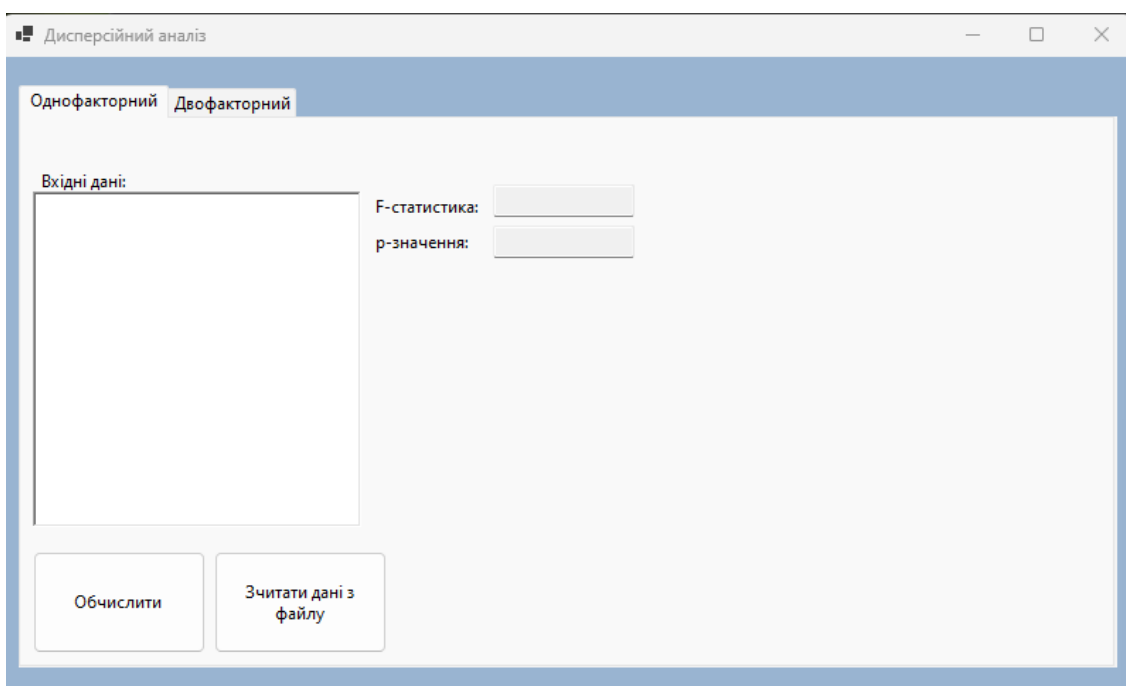 Дисперсійний аналіз
Однофакторний Двофакторний
Вхідні дані:
F-статистика:
p-значення:
Обчислити
Зчитати дані з
файлу